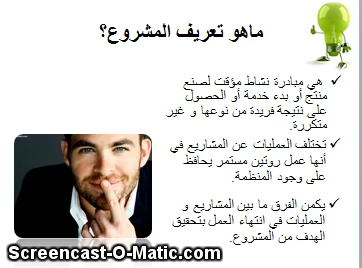 ماهو تعريف المشروع؟
✓ هي مبادرة نشاط مؤقت لصنع
منتج أو بدء خدمة أو الحصول
على نتيجة فريدة من نوعها و غير
متكررة.
✓ تختلف العمليات عن المشاريع في
أنها عمل روتين مستمر يحافظ
على وجود المنظمة.
✓ يكمن الفرق ما بين المشاريع و
العمليات في انتهاء العمل بتحقيق
الهدف من المشروع.
Screencast-O-Matic.com